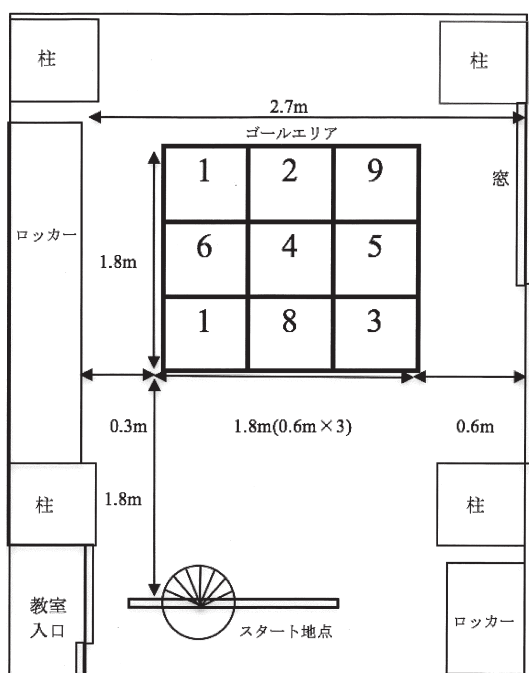 柱
柱
2.7m
ゴールエリア
窓
1 2 9
ロッカー
6 4 5
1.8m
1 8 3
0.3m
1.8m(0.6m×3)
0.6m
柱
1.8m
柱
教室
入口
スタート地点
ロッカー